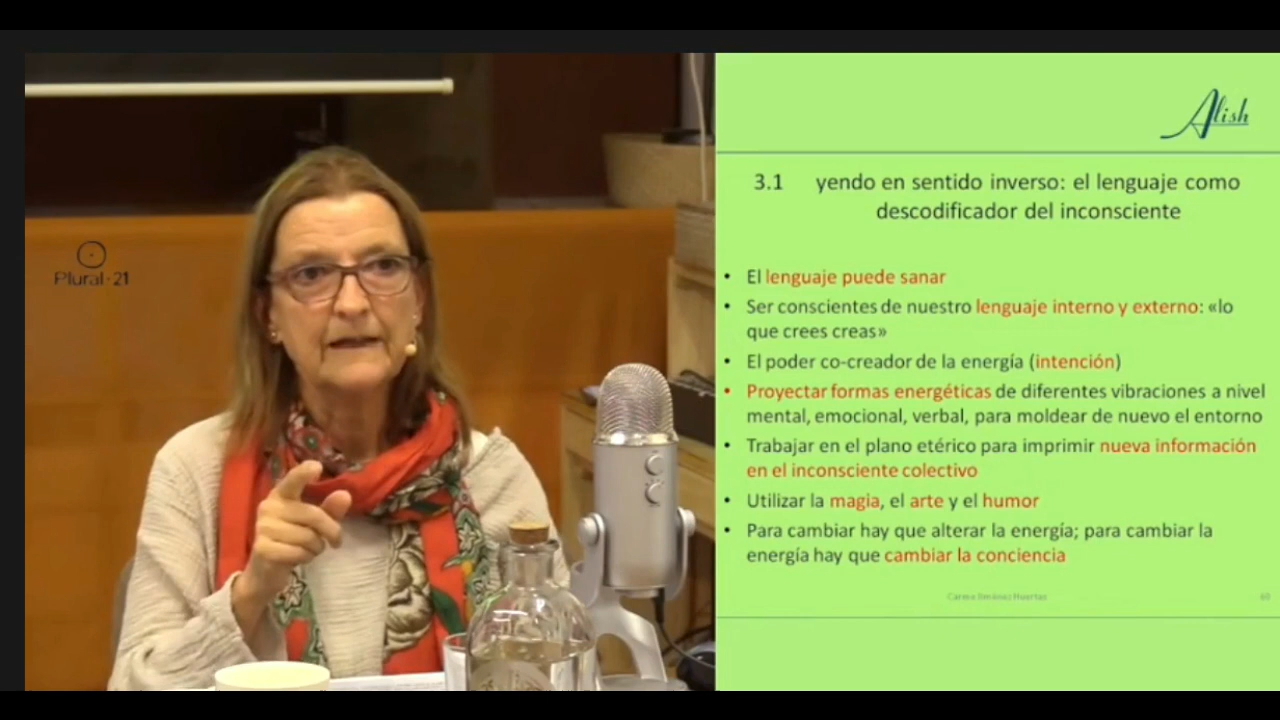 Plural·21
Alish
3.1 yendo en sentido inverso: el lenguaje como
descodificador del inconsciente
• El lenguaje puede sanar
• Ser conscientes de nuestro lenguaje interno y externo: «lo
que crees creas»
• El poder co-creador de la energía (intención)
• Proyectar formas energéticas de diferentes vibraciones a nivel
mental, emocional, verbal, para moldear de nuevo el entorno
• Trabajar en el plano etérico para imprimir nueva información
en el inconsciente colectivo
• Utilizar la magia, el arte y el humor
• Para cambiar hay que alterar la energía; para cambiar la
energía hay que cambiar la conciencia
Carme Jiménez Huertas
60